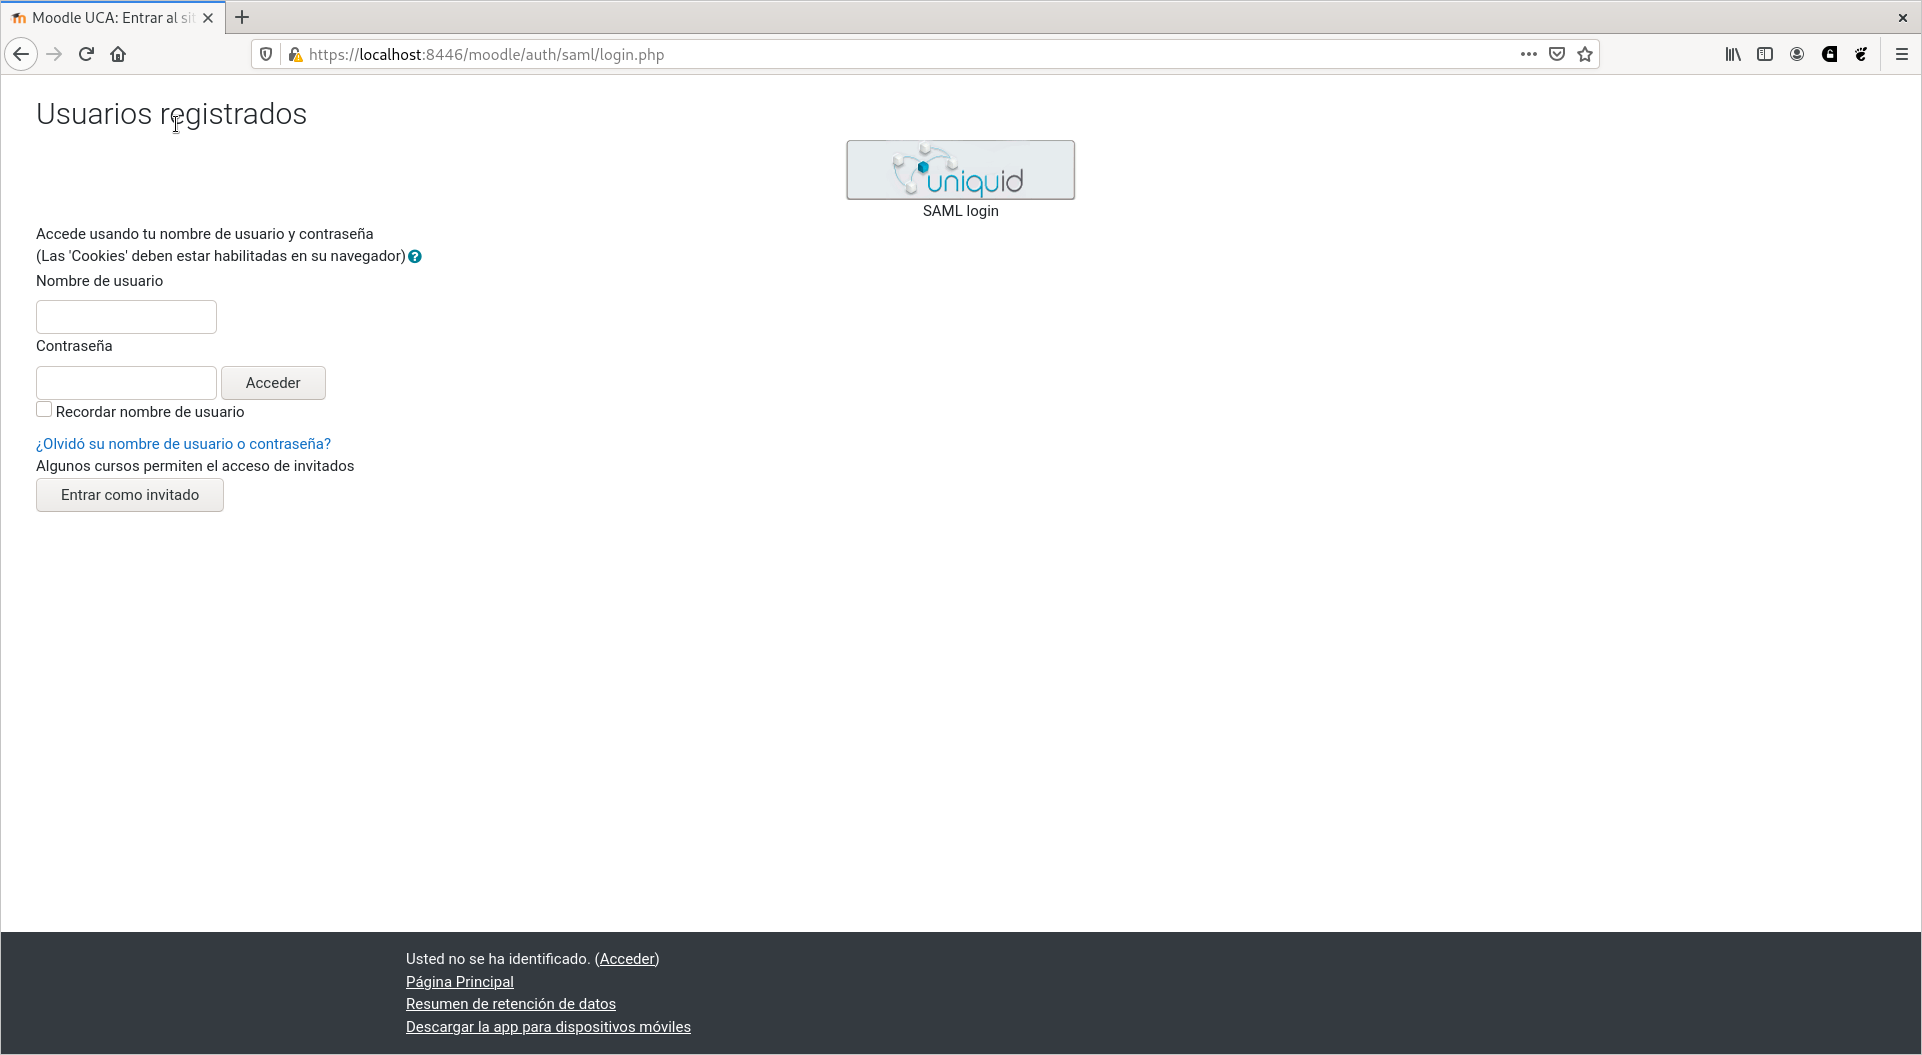 Moodle UCA: Entrar al sit
https://localhost:8446/moodle/auth/saml/login.php
Usuarios registrados
uniquid
SAML login
Accede usando tu nombre de usuario y contraseña
(Las 'Cookies' deben estar habilitadas en su navegador)
?
Nombre de usuario
Contraseña
Acceder
Recordar nombre de usuario
¿Olvidó su nombre de usuario o contraseña?
Algunos cursos permiten el acceso de invitados
Entrar como invitado
Usted no se ha identificado. (Acceder)
Página Principal
Resumen de retención de datos
Descargar la app para dispositivos móviles